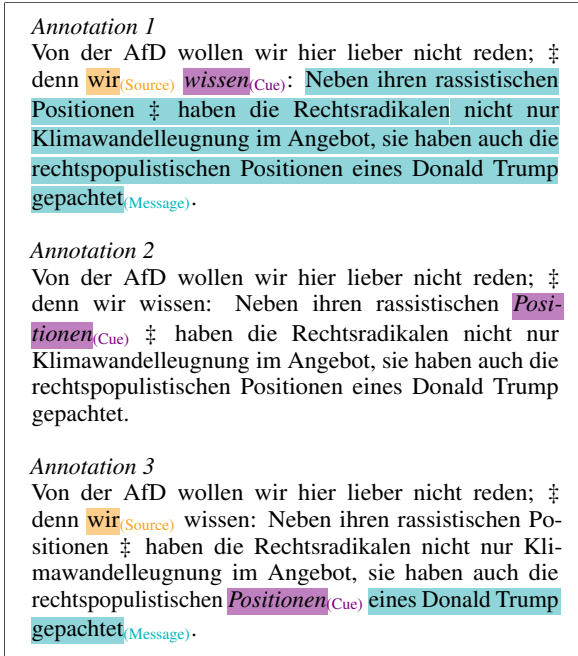 Annotation 1
Von der AfD wollen wir hier lieber nicht reden; ‡
denn wir(Source) wissen(Cue): Neben ihren rassistischen
Positionen ‡ haben die Rechtsradikalen nicht nur
Klimawandelleugnung im Angebot, sie haben auch die
rechtspopulistischen Positionen eines Donald Trump
gepachtet(Message).
Annotation 2
Von der AfD wollen wir hier lieber nicht reden; ‡
denn wir wissen: Neben ihren rassistischen Posi-
tionen(Cue) ‡ haben die Rechtsradikalen nicht nur
Klimawandelleugnung im Angebot, sie haben auch die
rechtspopulistischen Positionen eines Donald Trump
gepachtet.
Annotation 3
Von der AfD wollen wir hier lieber nicht reden; ‡
denn wir(Source) wissen: Neben ihren rassistischen Po-
sitionen ‡ haben die Rechtsradikalen nicht nur Kli-
mawandelleugnung im Angebot, sie haben auch die
rechtspopulistischen Positionen(Cue) eines Donald Trump
gepachtet(Message).